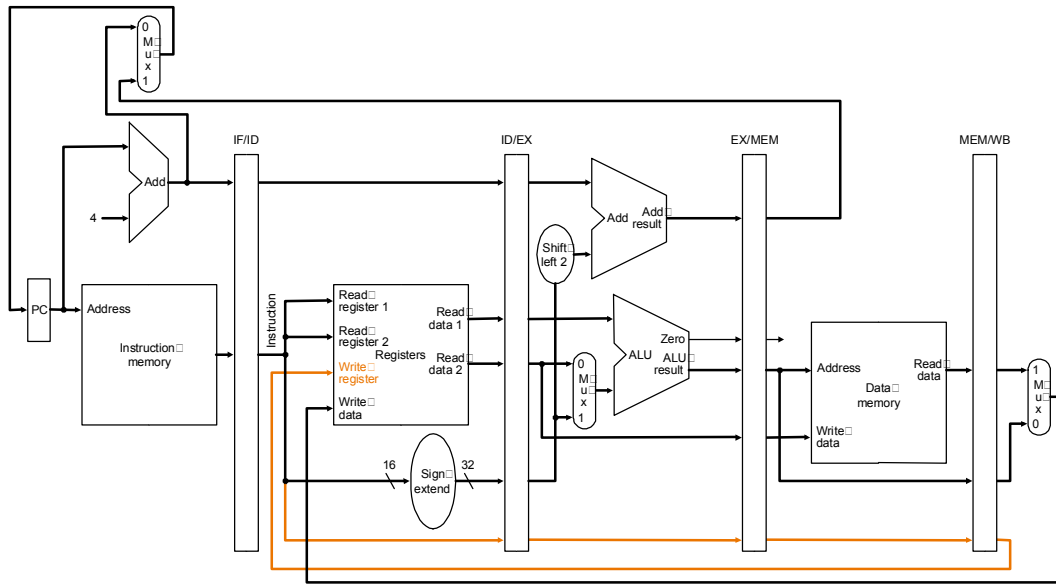 0
M
u
x
1
IF/ID
ID/EX
EX/MEM
MEM/WB
Add
4
Add
Add
result
Shift
left 2
PC
Address
Instruction
memory
Instruction
Read
register 1
Read
register 2
Write
register
Write
data
Registers
Read
data 1
Read
data 2
0
M
u
x
1
Zero
ALU
ALU
result
Address
Write
data
Read
data
Data
memory
1
M
u
x
0
16
Sign
extend
32